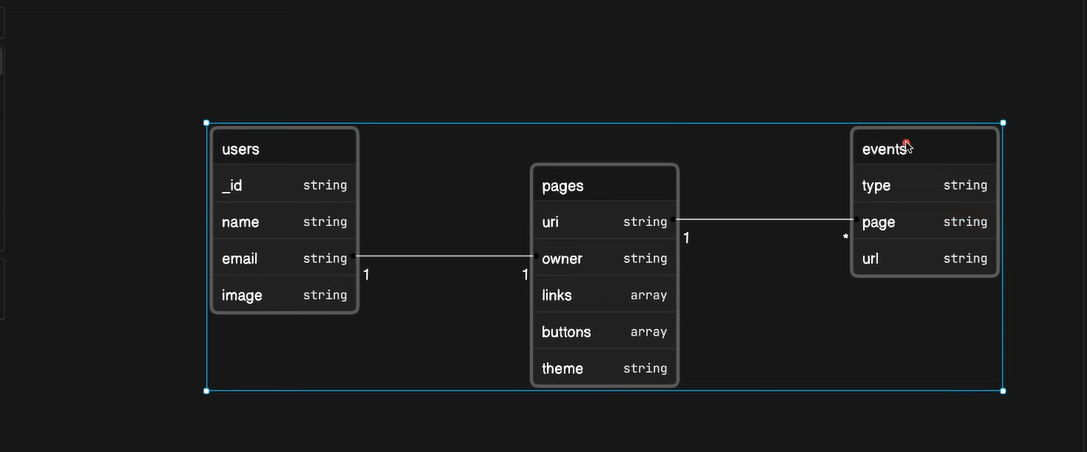 users
_id string
name string
email string
image string
1
1
pages
uri string
owner string
links array
buttons array
theme string
1
*
events
type string
page string
url string